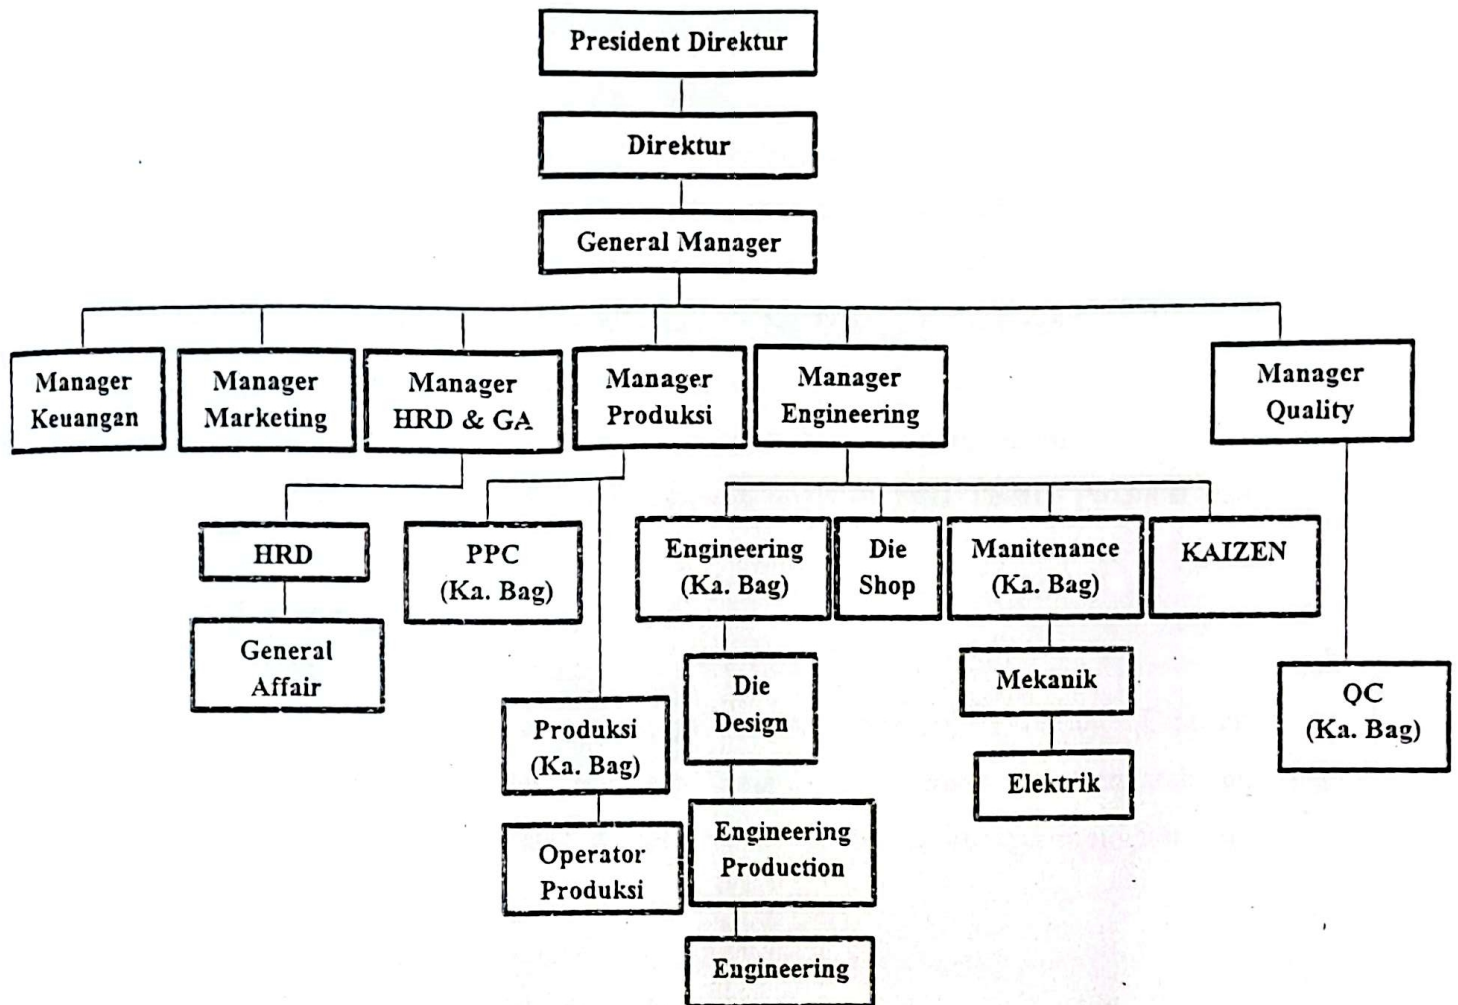 President Direktur
Direktur
General Manager
Manager
Keuangan
Manager
Marketing
Manager
HRD & GA
Manager
Produksi
Manager
Engineering
Manager
Quality
HRD
PPC
(Ka. Bag)
Engineering
(Ka. Bag)
Die
Shop
Manitenance
(Ka. Bag)
KAIZEN
General
Affair
Produksi
(Ka. Bag)
Die
Design
Mekanik
QC
(Ka. Bag)
Elektrik
Operator
Produksi
Engineering
Production
Engineering